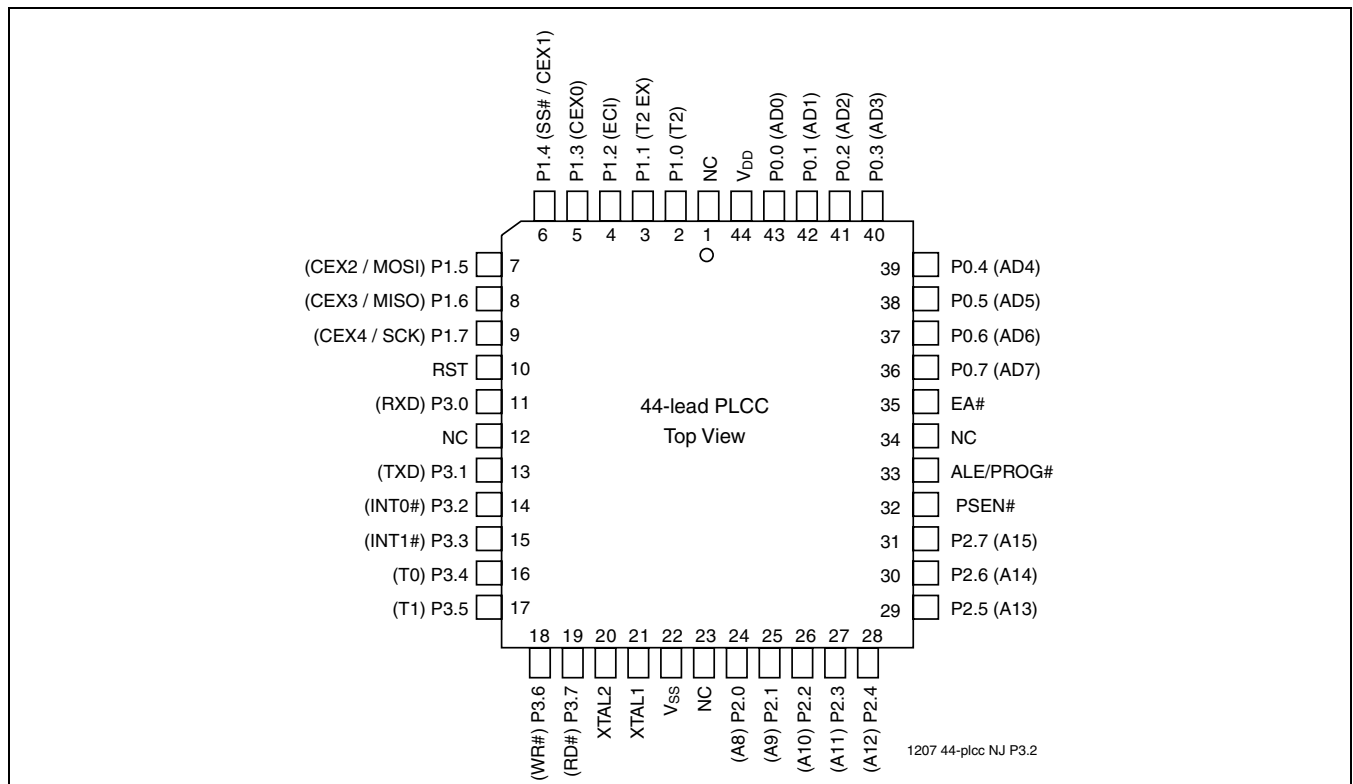 P1.4 (SS# / CEX1)
P1.3 (CEX0)
P1.2 (ECI)
P1.1 (T2 EX)
P1.0 (T2)
NC
VDD
P0.0 (AD0)
P0.1 (AD1)
P0.2 (AD2)
P0.3 (AD3)
6 5 4 3 2 1 44 43 42 41 40
(CEX2 / MOSI) P1.5 7
(CEX3 / MISO) P1.6 8
(CEX4 / SCK) P1.7 9
RST 10
(RXD) P3.0 11
NC 12
(TXD) P3.1 13
(INT0#) P3.2 14
(INT1#) P3.3 15
(T0) P3.4 16
(T1) P3.5 17
44-lead PLCC
Top View
39 P0.4 (AD4)
38 P0.5 (AD5)
37 P0.6 (AD6)
36 P0.7 (AD7)
35 EA#
34 NC
33 ALE/PROG#
32 PSEN#
31 P2.7 (A15)
30 P2.6 (A14)
29 P2.5 (A13)
18 19 20 21 22 23 24 25 26 27 28
(WR#) P3.6
(RD#) P3.7
XTAL2
XTAL1
VSS
NC
(A8) P2.0
(A9) P2.1
(A10) P2.2
(A11) P2.3
(A12) P2.4
1207 44-plcc NJ P3.2